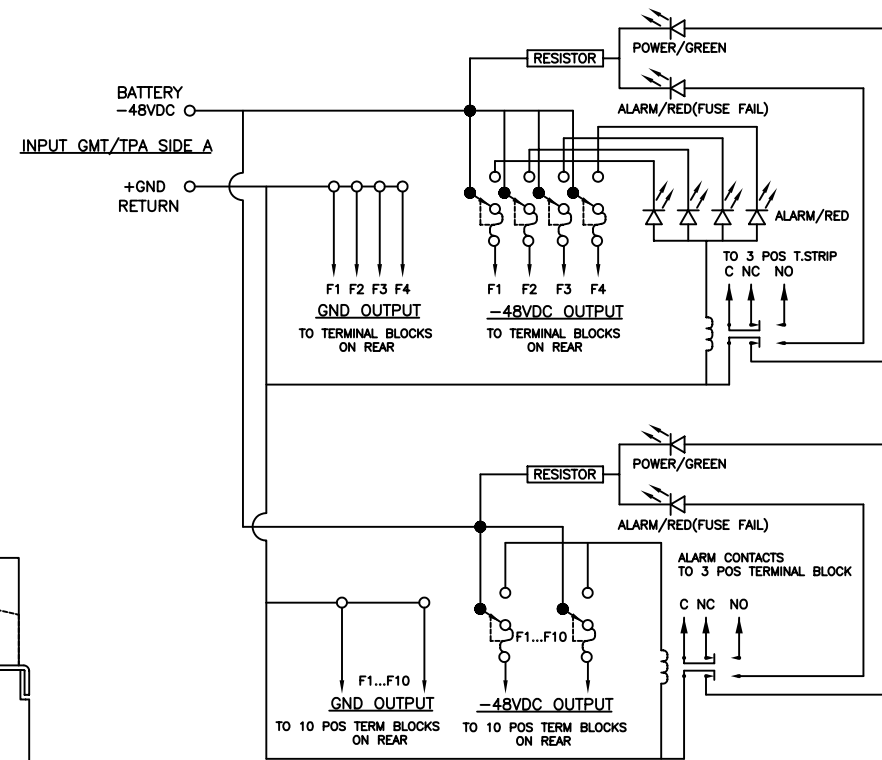 RESISTOR
POWER/GREEN
BATTERY
−48VDC
ALARM/RED(FUSE FAIL)
INPUT GMT/TPA SIDE A
+GND
RETURN
ALARM/RED
TO 3 POS T.STRIP
C NC NO
F1 F2 F3 F4
GND OUTPUT
TO TERMINAL BLOCKS
ON REAR
F1 F2 F3 F4
−48VDC OUTPUT
TO TERMINAL BLOCKS
ON REAR
POWER/GREEN
RESISTOR
ALARM/RED(FUSE FAIL)
ALARM CONTACTS
TO 3 POS TERMINAL BLOCK
C NC NO
F1...F10
F1...F10
GND OUTPUT
TO 10 POS TERM BLOCKS
ON REAR
−48VDC OUTPUT
TO 10 POS TERM BLOCKS
ON REAR